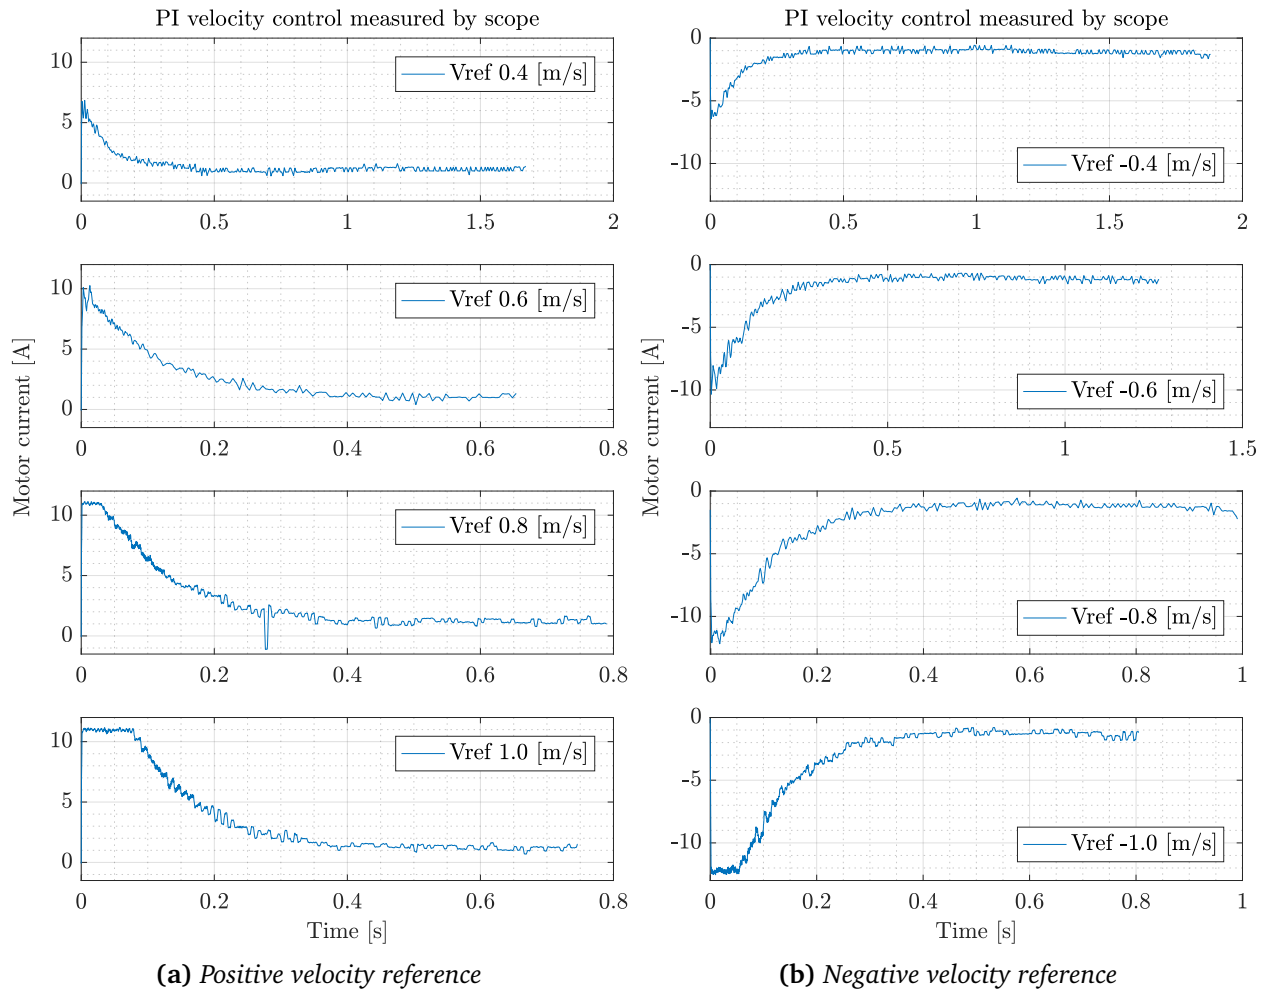 PI velocity control measured by scope
10
5
0
Vref 0.4 [m/s]
0 0.5 1 1.5 2
10
5
0
Vref 0.6 [m/s]
0 0.2 0.4 0.6 0.8
10
5
0
Vref 0.8 [m/s]
0 0.2 0.4 0.6 0.8
10
5
0
Vref 1.0 [m/s]
0 0.2 0.4 0.6 0.8
Motor current [A]
Time [s]
(a) Positive velocity reference
PI velocity control measured by scope
0
-5
-10
Vref -0.4 [m/s]
0 0.5 1 1.5 2
0
-5
-10
Vref -0.6 [m/s]
0 0.5 1 1.5
0
-5
-10
Vref -0.8 [m/s]
0 0.2 0.4 0.6 0.8 1
0
-5
-10
Vref -1.0 [m/s]
0 0.2 0.4 0.6 0.8 1
Motor current [A]
Time [s]
(b) Negative velocity reference